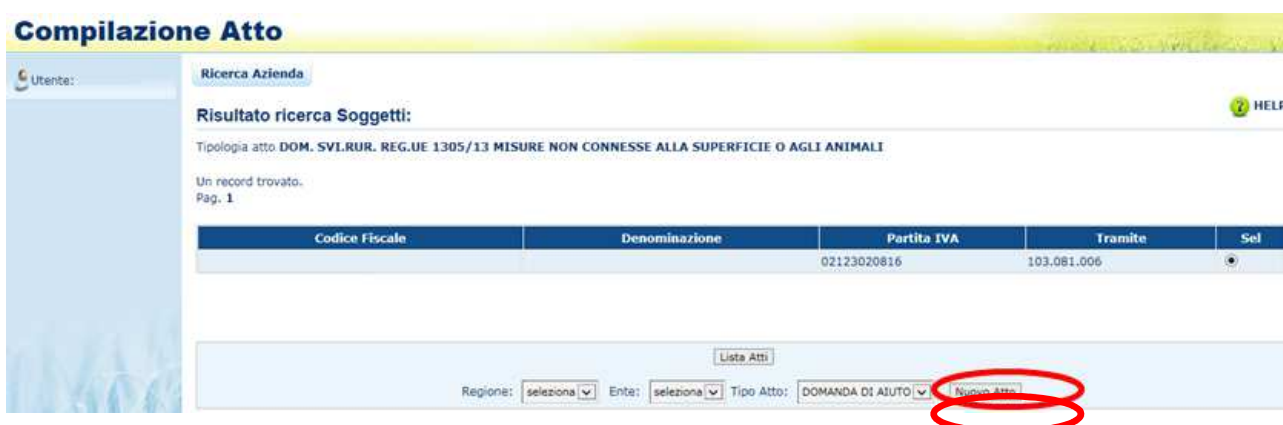 Compilazione Atto
Utente:
Ricerca Azienda
Risultato ricerca Soggetti:
HELP
Tipologia atto DOM. SVI.RUR. REG.UE 1305/13 MISURE NON CONNESSE ALLA SUPERFICIE O AGLI ANIMALI
Un record trovato.
Pag. 1
Codice Fiscale Denominazione Partita IVA Tramite Sel
02123020816 103.081.006
Lista Atti
Regione: seleziona Ente: seleziona Tipo Atto: DOMANDA DI AIUTO Nuovo Atto